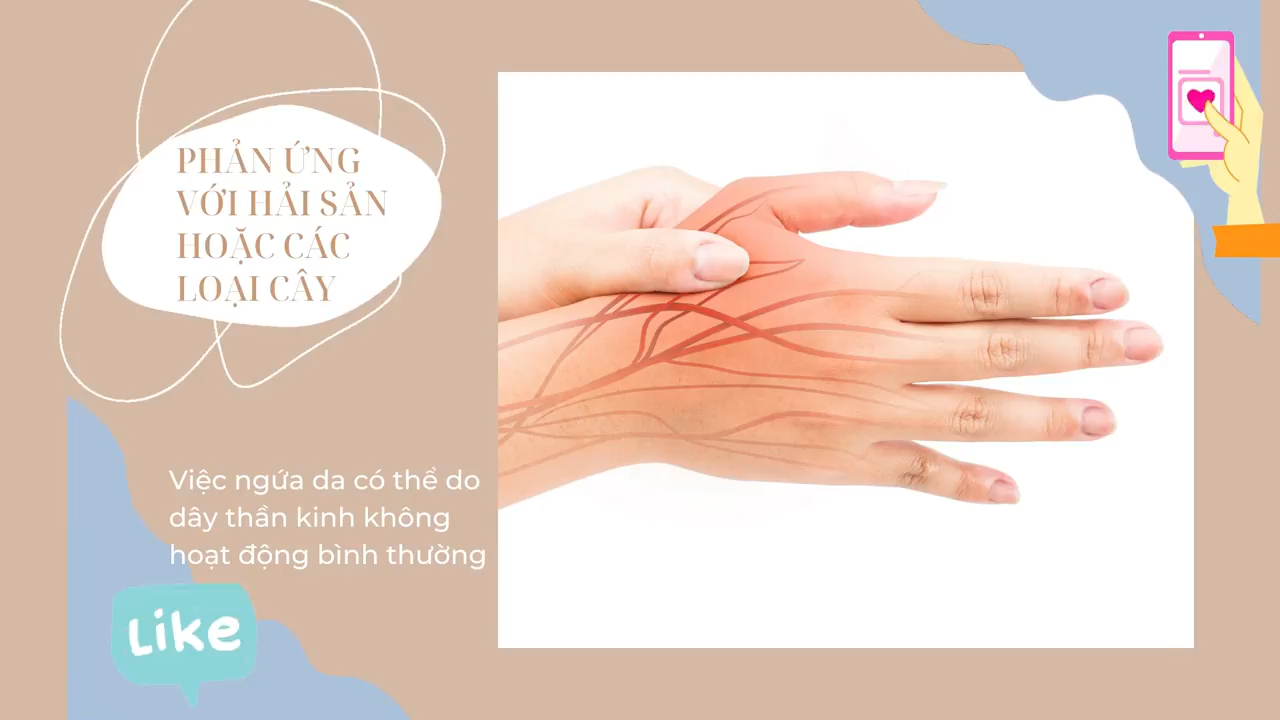 PHẢN ỨNG
VỚI HẢI SẢN
HOẶC CÁC
LOẠI CÂY
Việc ngứa da có thể do
dây thần kinh không
hoạt động bình thường
Like